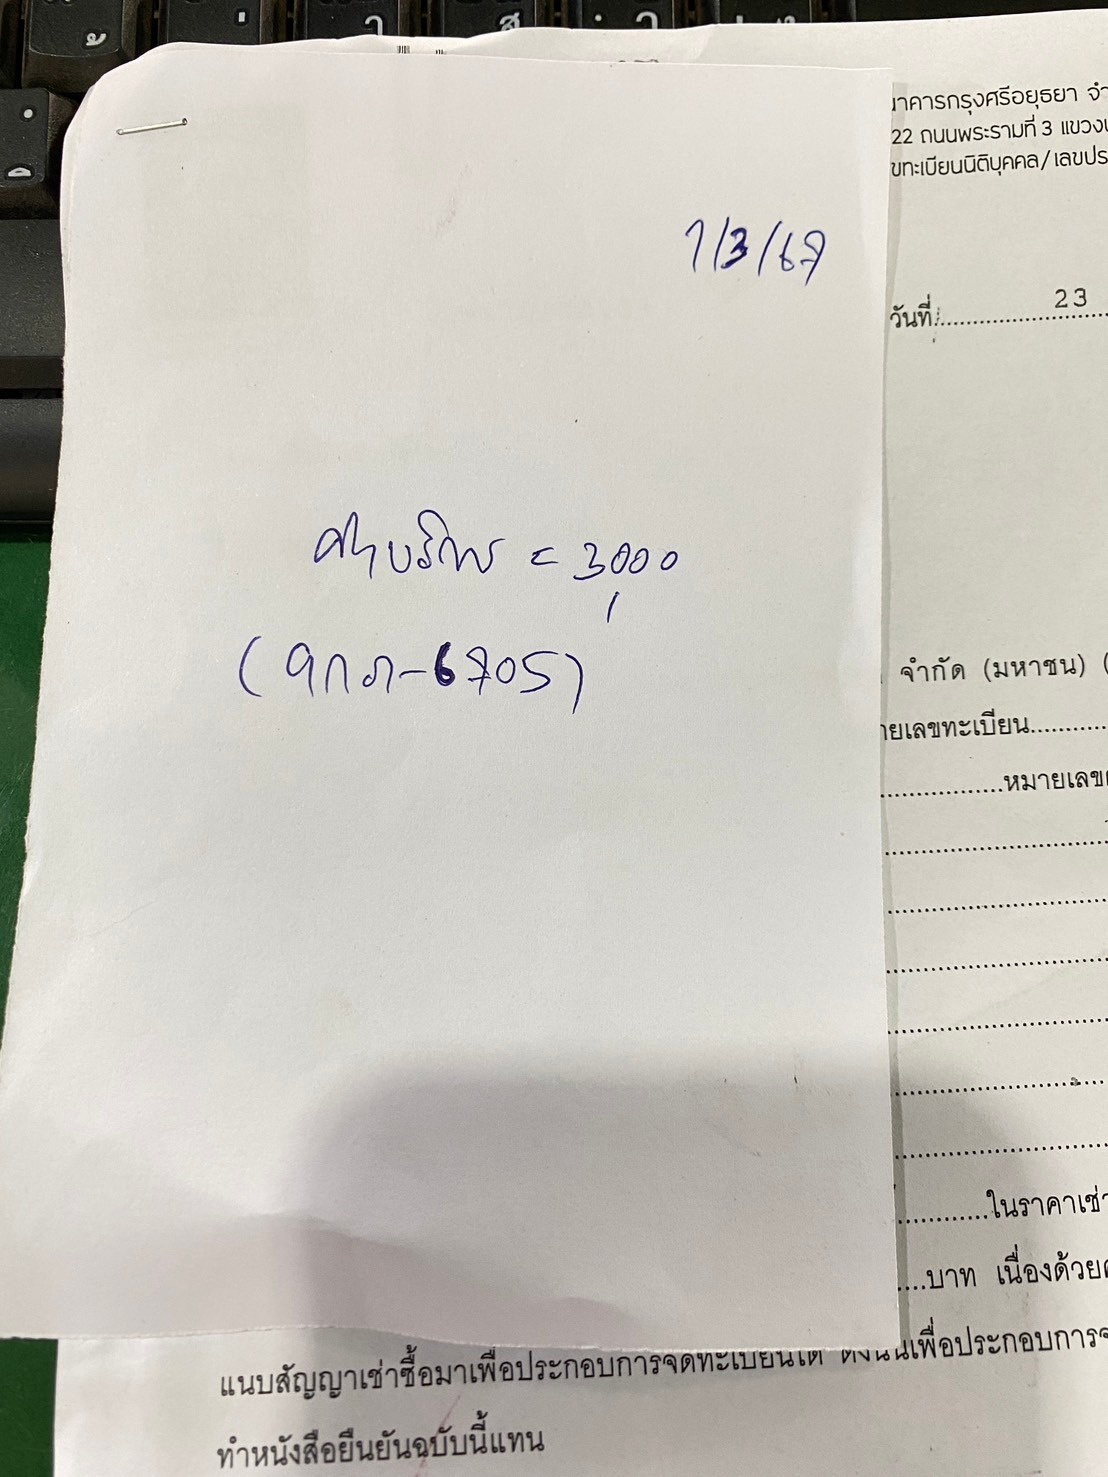 นาคารกรุงศรีอยุธยา จำ
22 ถนนพระรามที่ 3 แขวง
ขทะเบียนนิติบุคคล/เลขประ
7/3/67
วันที่ 23
ค่าบริการ = 3000
(9กภ-6705)
จำกัด (มหาชน) (
ายเลขทะเบียน
หมายเลข
ในราคาเช่า
บาท เนื่องด้วย
แนบสัญญาเช่าซื้อมาเพื่อประกอบการจดทะเบียนได้ ดังนั้นเพื่อประกอบการจ
ทำหนังสือยืนยันฉบับนี้แทน